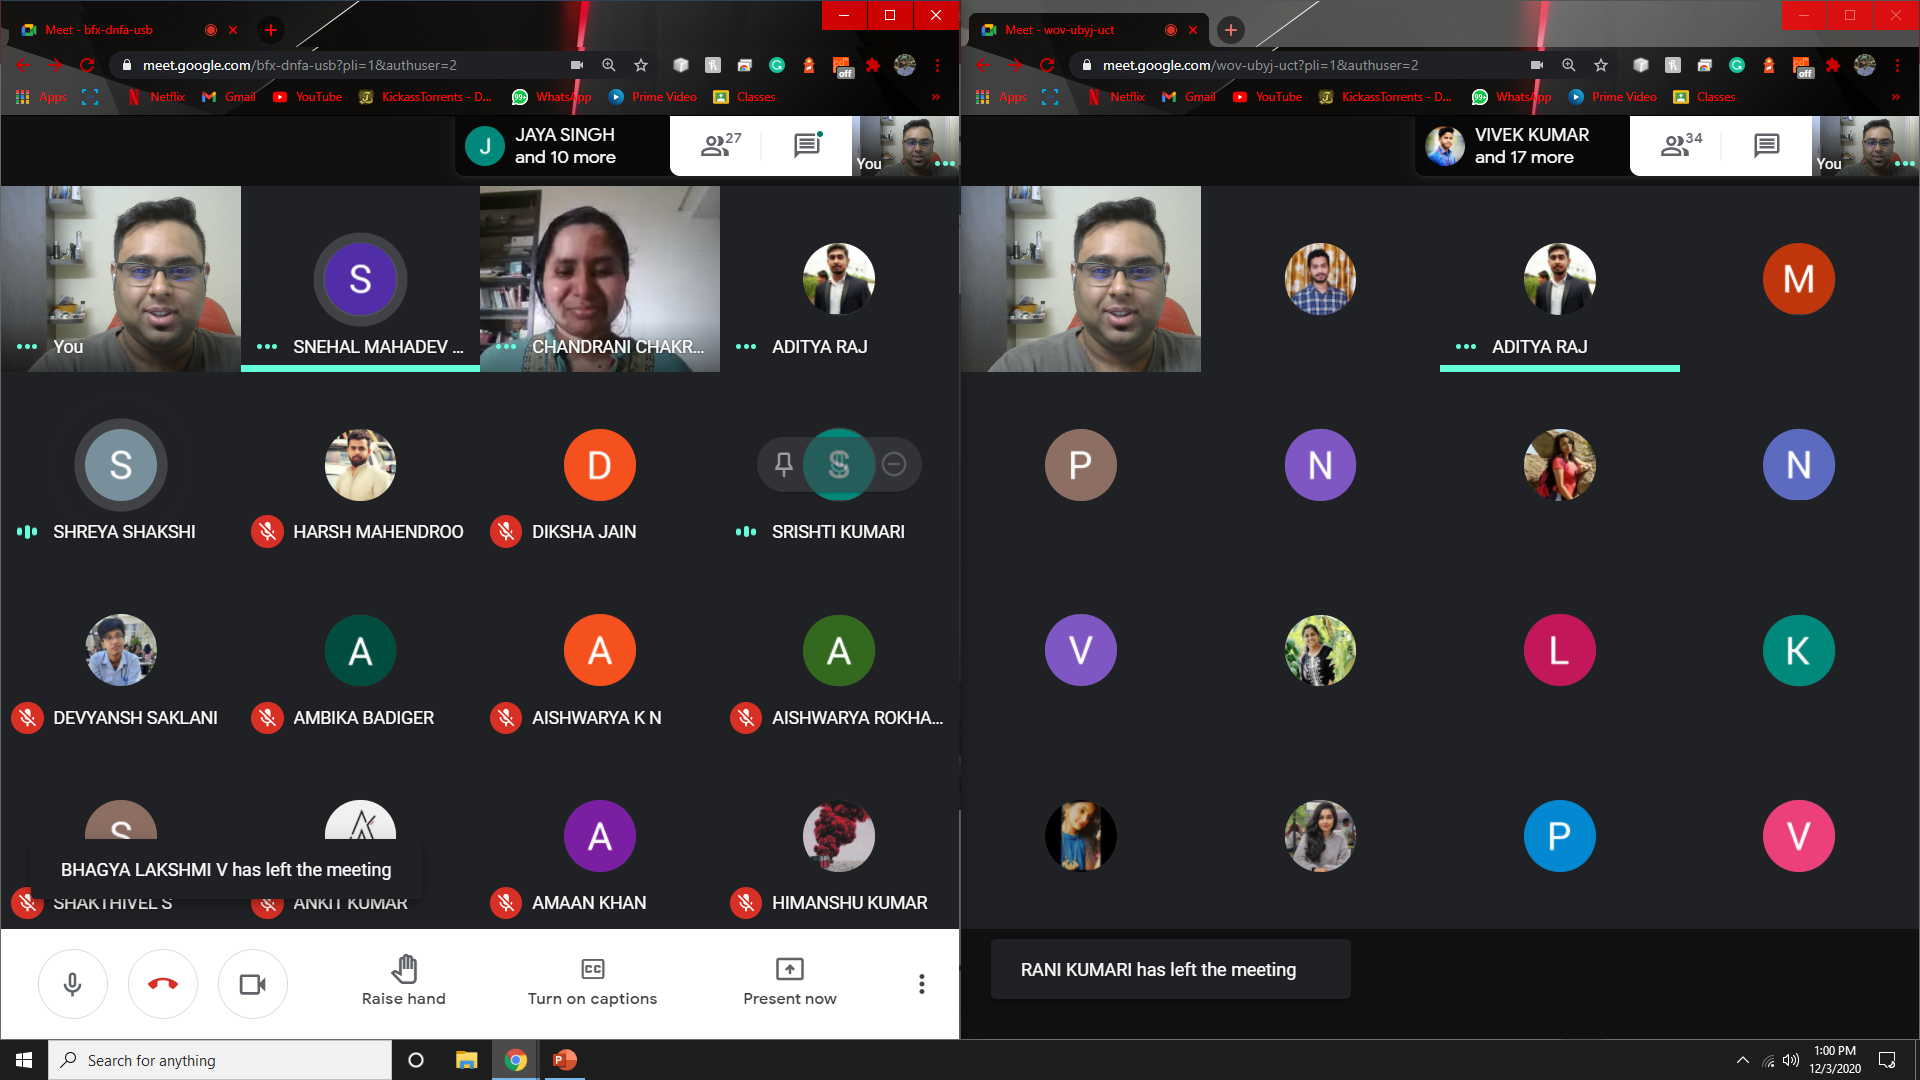 Meet - bfx-dnfa-usb
meet.google.com/bfx-dnfa-usb?pli=1&authuser=2
off
Apps
Netflix
Gmail
YouTube
KickassTorrents - D...
99+
WhatsApp
Prime Video
Classes
»
J
JAYA SINGH
and 10 more
27
You
You
S
SNEHAL MAHADEV ...
CHANDRANI CHAKR...
ADITYA RAJ
S
SHREYA SHAKSHI
HARSH MAHENDROO
D
DIKSHA JAIN
S
SRISHTI KUMARI
DEVYANSH SAKLANI
A
AMBIKA BADIGER
A
AISHWARYA K N
A
AISHWARYA ROKHA...
S
BHAGYA LAKSHMI V has left the meeting
SHAKTHIVEL S
ANKIT KUMAR
A
AMAAN KHAN
HIMANSHU KUMAR
Raise hand
CC
Turn on captions
Present now
Meet - wov-ubyj-uct
meet.google.com/wov-ubyj-uct?pli=1&authuser=2
off
Apps
Netflix
Gmail
YouTube
KickassTorrents - D...
99+
WhatsApp
Prime Video
Classes
»
VIVEK KUMAR
and 17 more
34
You
ADITYA RAJ
M
P
N
N
V
L
K
P
V
RANI KUMARI has left the meeting
Search for anything
P
1:00 PM
12/3/2020